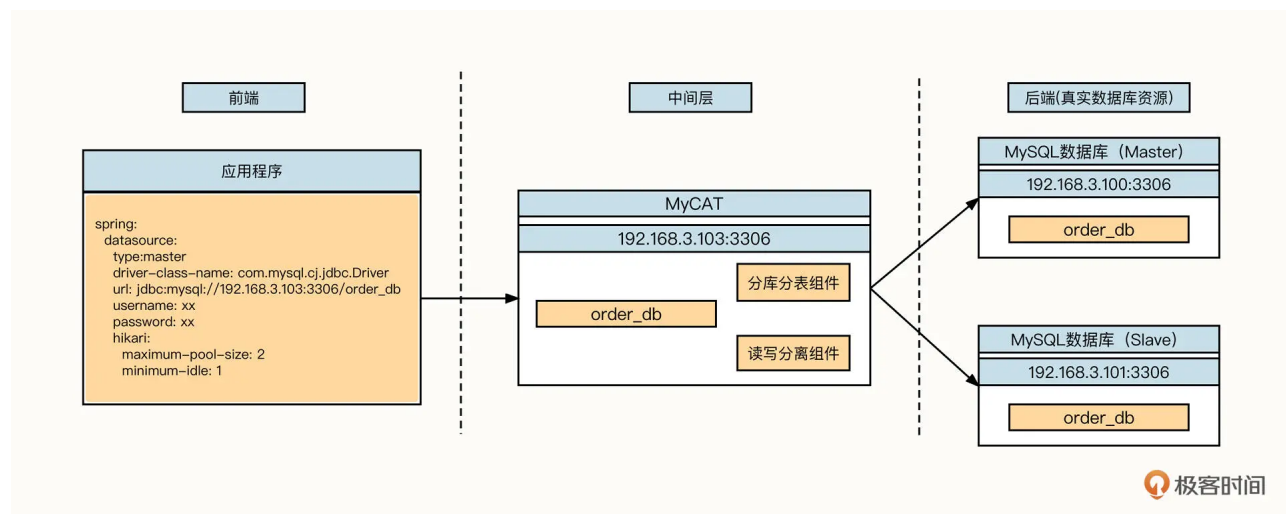 前端
应用程序
spring:
datasource:
type:master
driver-class-name: com.mysql.cj.jdbc.Driver
url: jdbc:mysql://192.168.3.103:3306/order_db
username: xx
password: xx
hikari:
maximum-pool-size: 2
minimum-idle: 1
中间层
MyCAT
192.168.3.103:3306
order_db
分库分表组件
读写分离组件
后端(真实数据库资源)
MySQL数据库（Master）
192.168.3.100:3306
order_db
MySQL数据库（Slave）
192.168.3.101:3306
order_db
极客时间